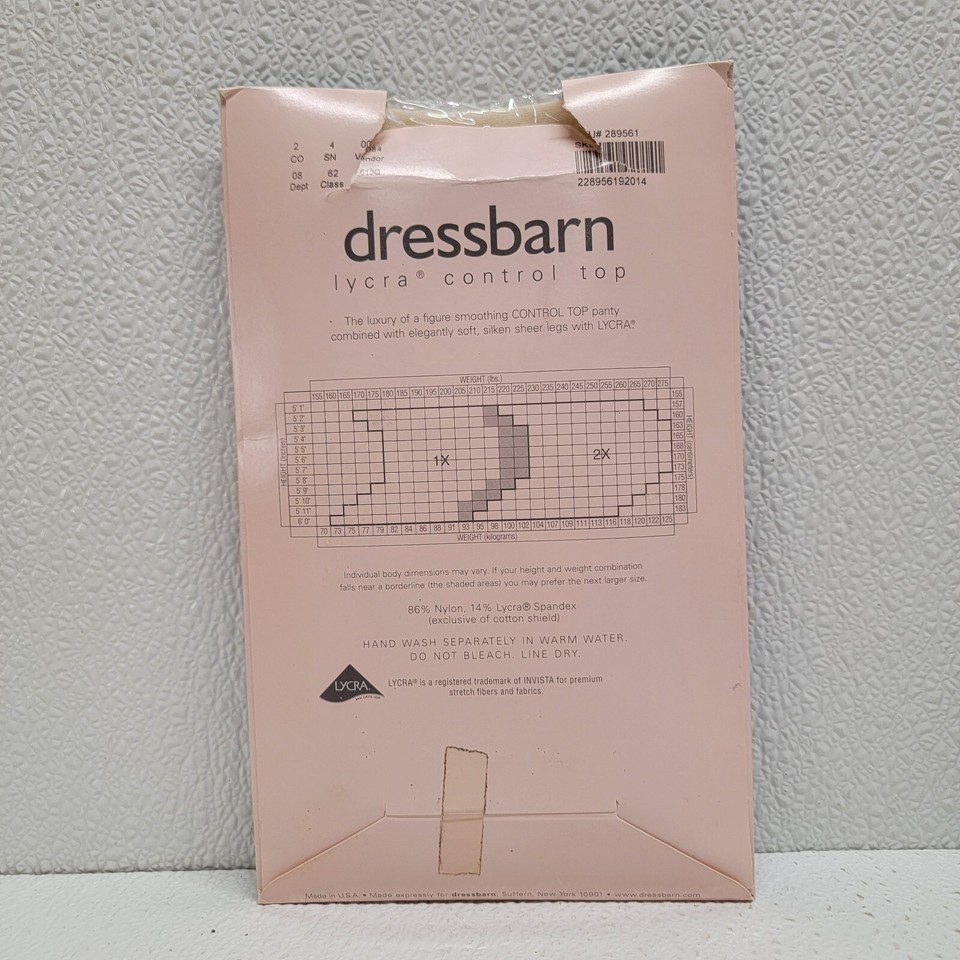 2 4
CO SN Vendor
08 62
Dept Class
U# 289561
228956192014
dressbarn
lycra® control top
The luxury of a figure smoothing CONTROL TOP panty
combined with elegantly soft, silken sheer legs with LYCRA®
WEIGHT (lbs.)
155 160 165 170 175 180 185 190 195 200 205 210 215 220 225 230 235 240 245 250 255 260 265 270 275
HEIGHT (inches)
5' 1"
5' 2"
5' 3"
5' 4"
5' 5"
5' 6"
5' 7"
5' 8"
5' 9"
5' 10"
5' 11"
6' 0"
1X
2X
155
157
160
163
165
168
170
173
175
178
180
183
HEIGHT (centimeters)
70 73 75 77 79 82 84 86 88 91 93 95 98 100 102 104 107 109 111 113 116 118 120 122 125
WEIGHT (kilograms)
Individual body dimensions may vary. If your height and weight combination
falls near a borderline (the shaded areas) you may prefer the next larger size.
86% Nylon, 14% Lycra® Spandex
(exclusive of cotton shield)
HAND WASH SEPARATELY IN WARM WATER.
DO NOT BLEACH. LINE DRY.
LYCRA.
LYCRA® is a registered trademark of INVISTA for premium
stretch fibers and fabrics.
Made in U.S.A. • Made expressly for dressbarn, Suffern, New York 10901 • www.dressbarn.com